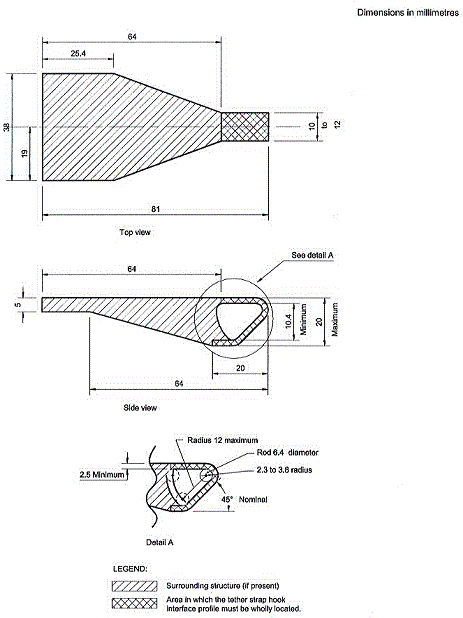 Dimensions in millimetres
64
25.4
38
19
10
to
12
81
Top view
64
See detail A
5
10.4
Minimum
20
Maximum
20
64
Side view
Radius 12 maximum
Rod 6.4 diameter
2.5 Minimum
2.3 to 3.8 radius
45° Nominal
Detail A
LEGEND:
Surrounding structure (if present)
Area in which the tether strap hook
interface profile must be wholly located.